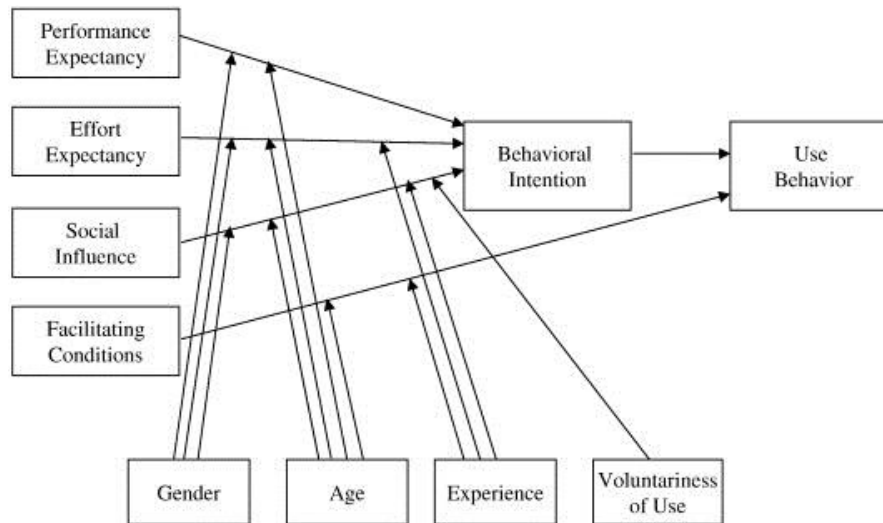 Performance
Expectancy
Effort
Expectancy
Behavioral
Intention
Use
Behavior
Social
Influence
Facilitating
Conditions
Gender
Age
Experience
Voluntariness
of Use